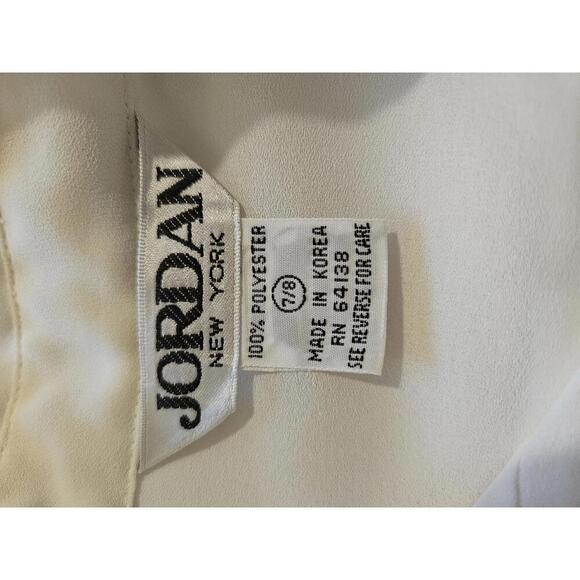 JORDAN
NEW YORK
100% POLYESTER
7/8
MADE IN KOREA
RN 64138
SEE REVERSE FOR CARE